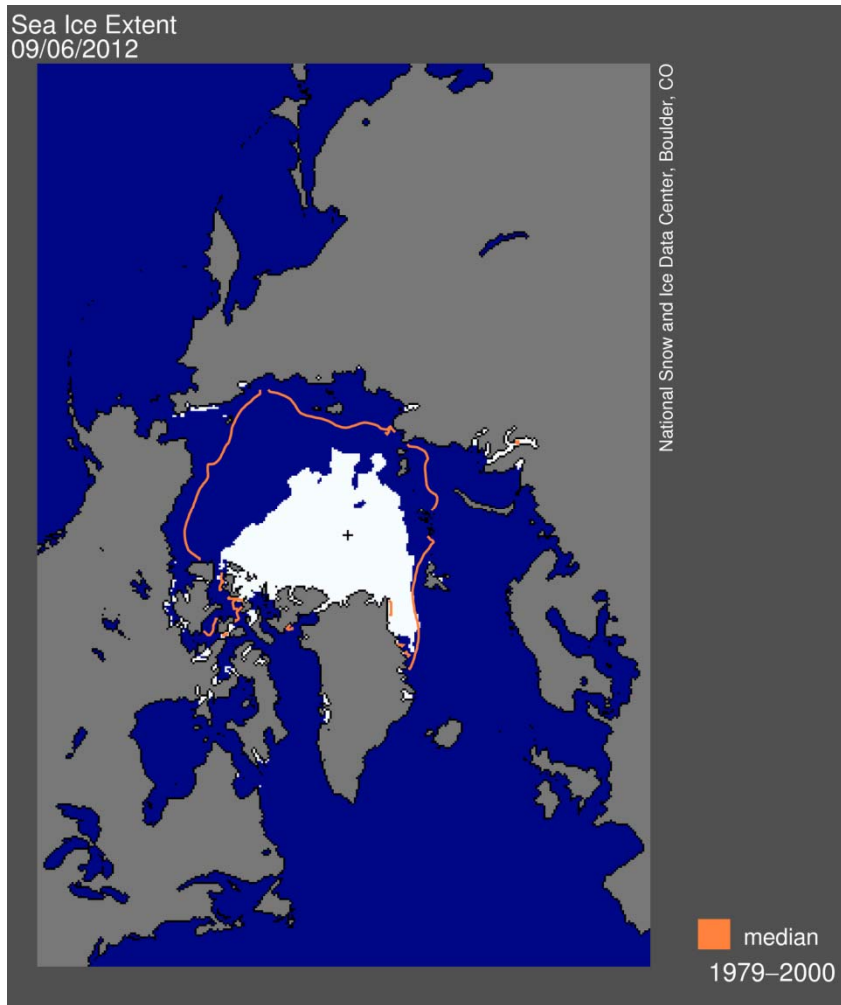 Sea Ice Extent
09/06/2012
National Snow and Ice Data Center, Boulder, CO
median
1979–2000